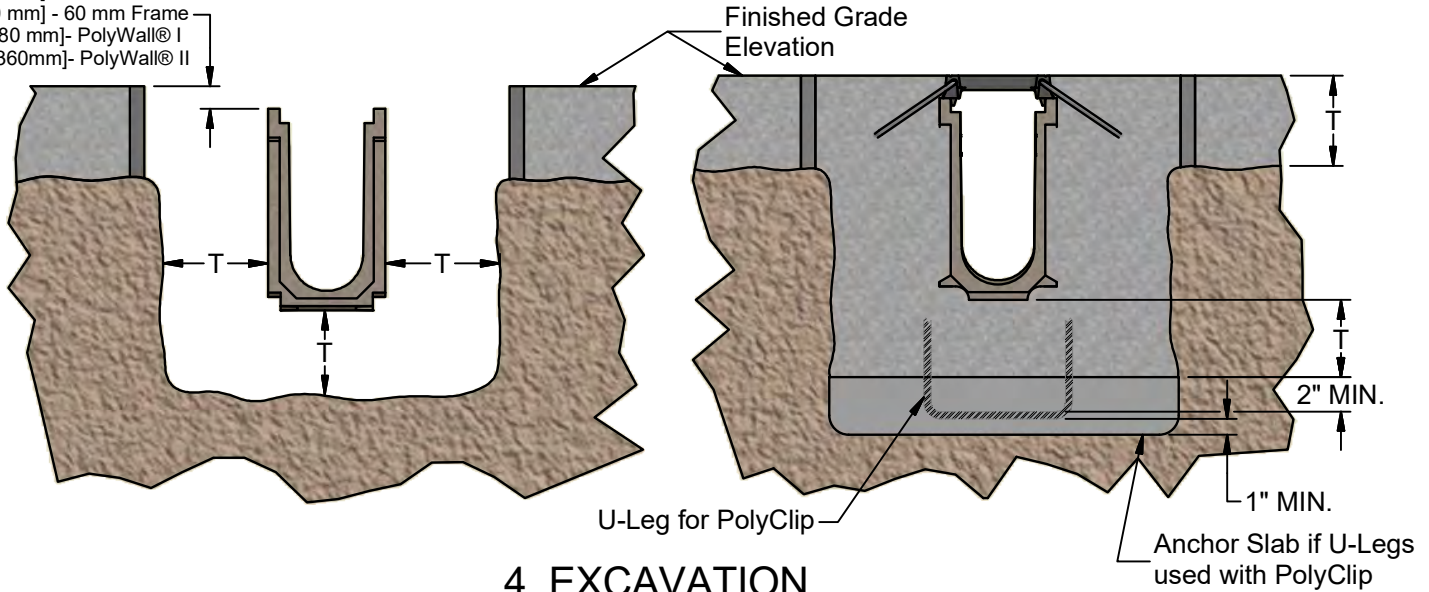 mm] - 60 mm Frame
80 mm]- PolyWall® I
360mm]- PolyWall® II
Finished Grade
Elevation
T
T
T
T
T
2" MIN.
1" MIN.
U-Leg for PolyClip
Anchor Slab if U-Legs
used with PolyClip
4 EXCAVATION